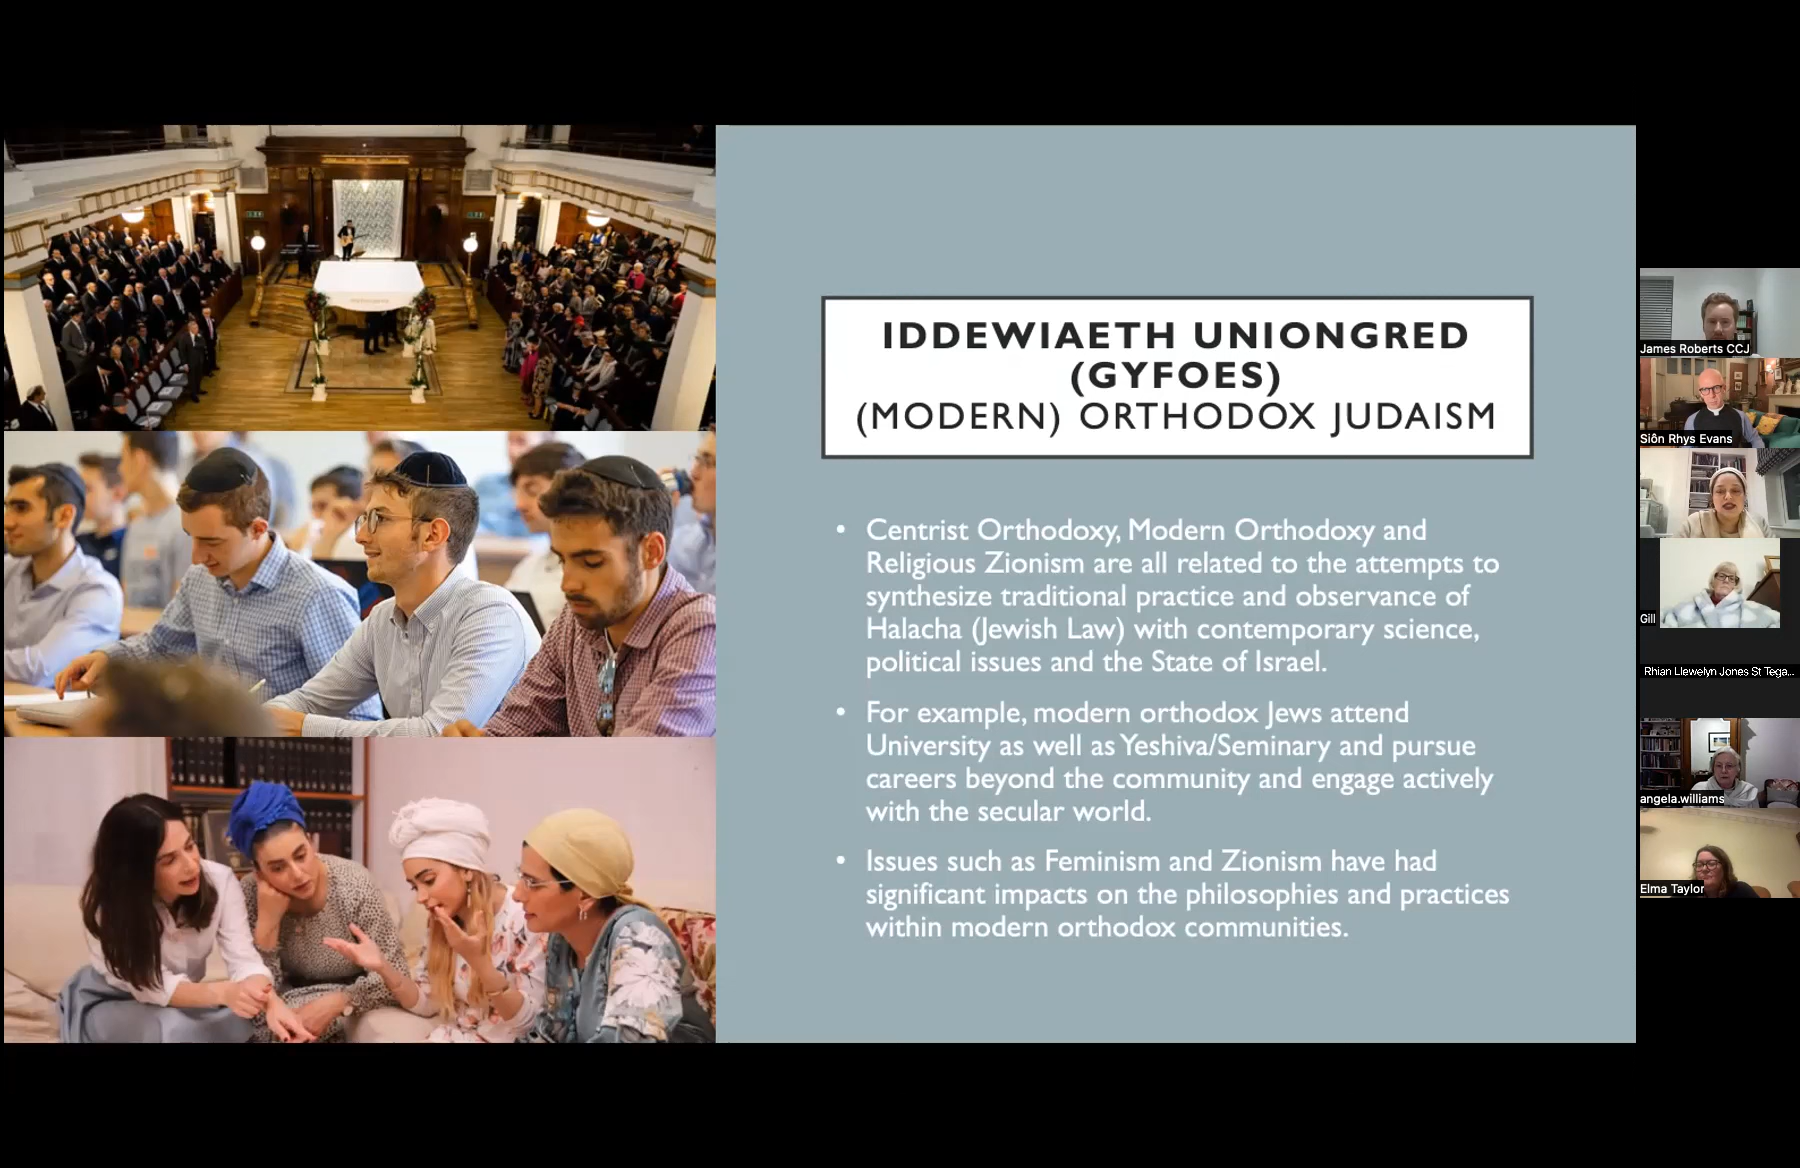 IDDEWIAETH UNIONGRED
(GYFOES)
(MODERN) ORTHODOX JUDAISM
• Centrist Orthodoxy, Modern Orthodoxy and
Religious Zionism are all related to the attempts to
synthesize traditional practice and observance of
Halacha (Jewish Law) with contemporary science,
political issues and the State of Israel.
• For example, modern orthodox Jews attend
University as well as Yeshiva/Seminary and pursue
careers beyond the community and engage actively
with the secular world.
• Issues such as Feminism and Zionism have had
significant impacts on the philosophies and practices
within modern orthodox communities.
James Roberts CCJ
Siôn Rhys Evans
Gill
Rhian Llewelyn Jones St Tega...
angela.williams
Elma Taylor